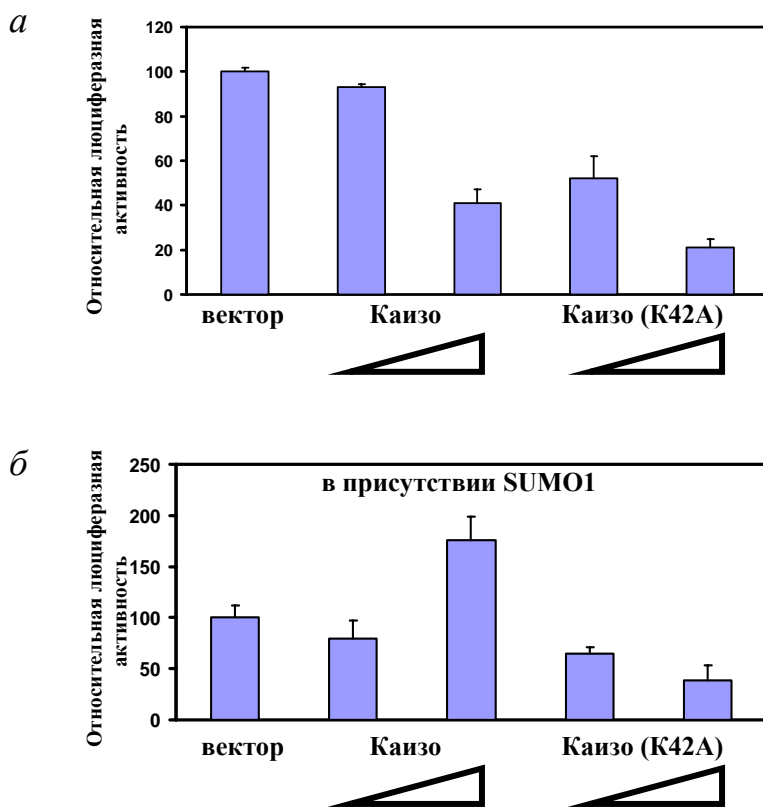 а
Относительная люциферазная
активность
120
100
80
60
40
20
0
вектор Каизо Каизо (К42А)
б
Относительная люциферазная
активность
250
200
150
100
50
0
в присутствии SUMO1
вектор Каизо Каизо (К42А)